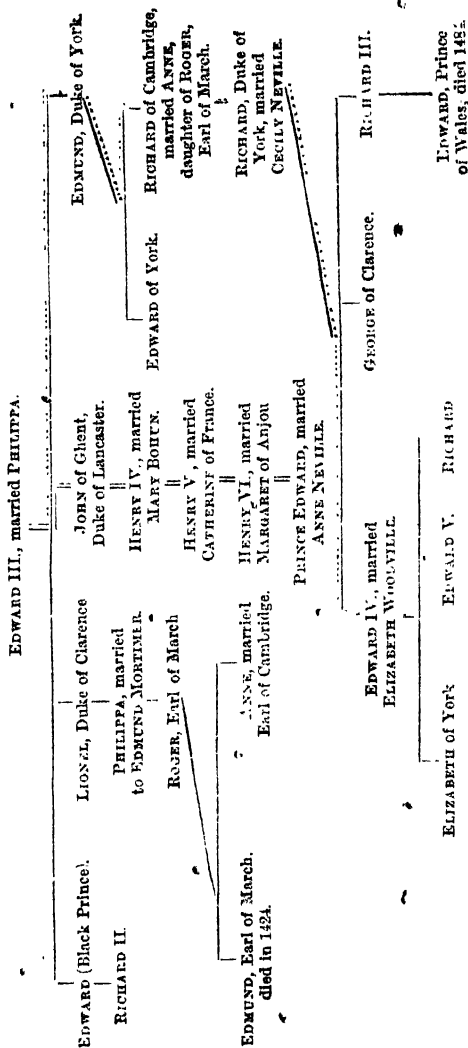 EDWARD III., married PHILIPPA.
EDWARD (Black Prince).
LIONEL, Duke of Clarence
JOHN of Ghent,
Duke of Lancaster.
EDMUND, Duke of York.
RICHARD II.
PHILIPPA, married
to EDMUND MORTIMER.
HENRY IV., married
MARY BOHUN.
EDWARD of York.
RICHARD of Cambridge,
married ANNE,
daughter of ROGER,
Earl of March.
ROGER, Earl of March
HENRY V., married
CATHERINE of France.
EDMUND, Earl of March.
died in 1424.
ANNE, married
Earl of Cambridge.
HENRY VI., married
MARGARET of Anjou
RICHARD, Duke of
York, married
CECILY NEVILLE.
PRINCE EDWARD, married
ANNE NEVILLE.
EDWARD IV., married
ELIZABETH WOODVILLE.
GEORGE of Clarence.
RICHARD III.
ELIZABETH of York
EDWARD V.
RICHARD
EDWARD, Prince
of Wales, died